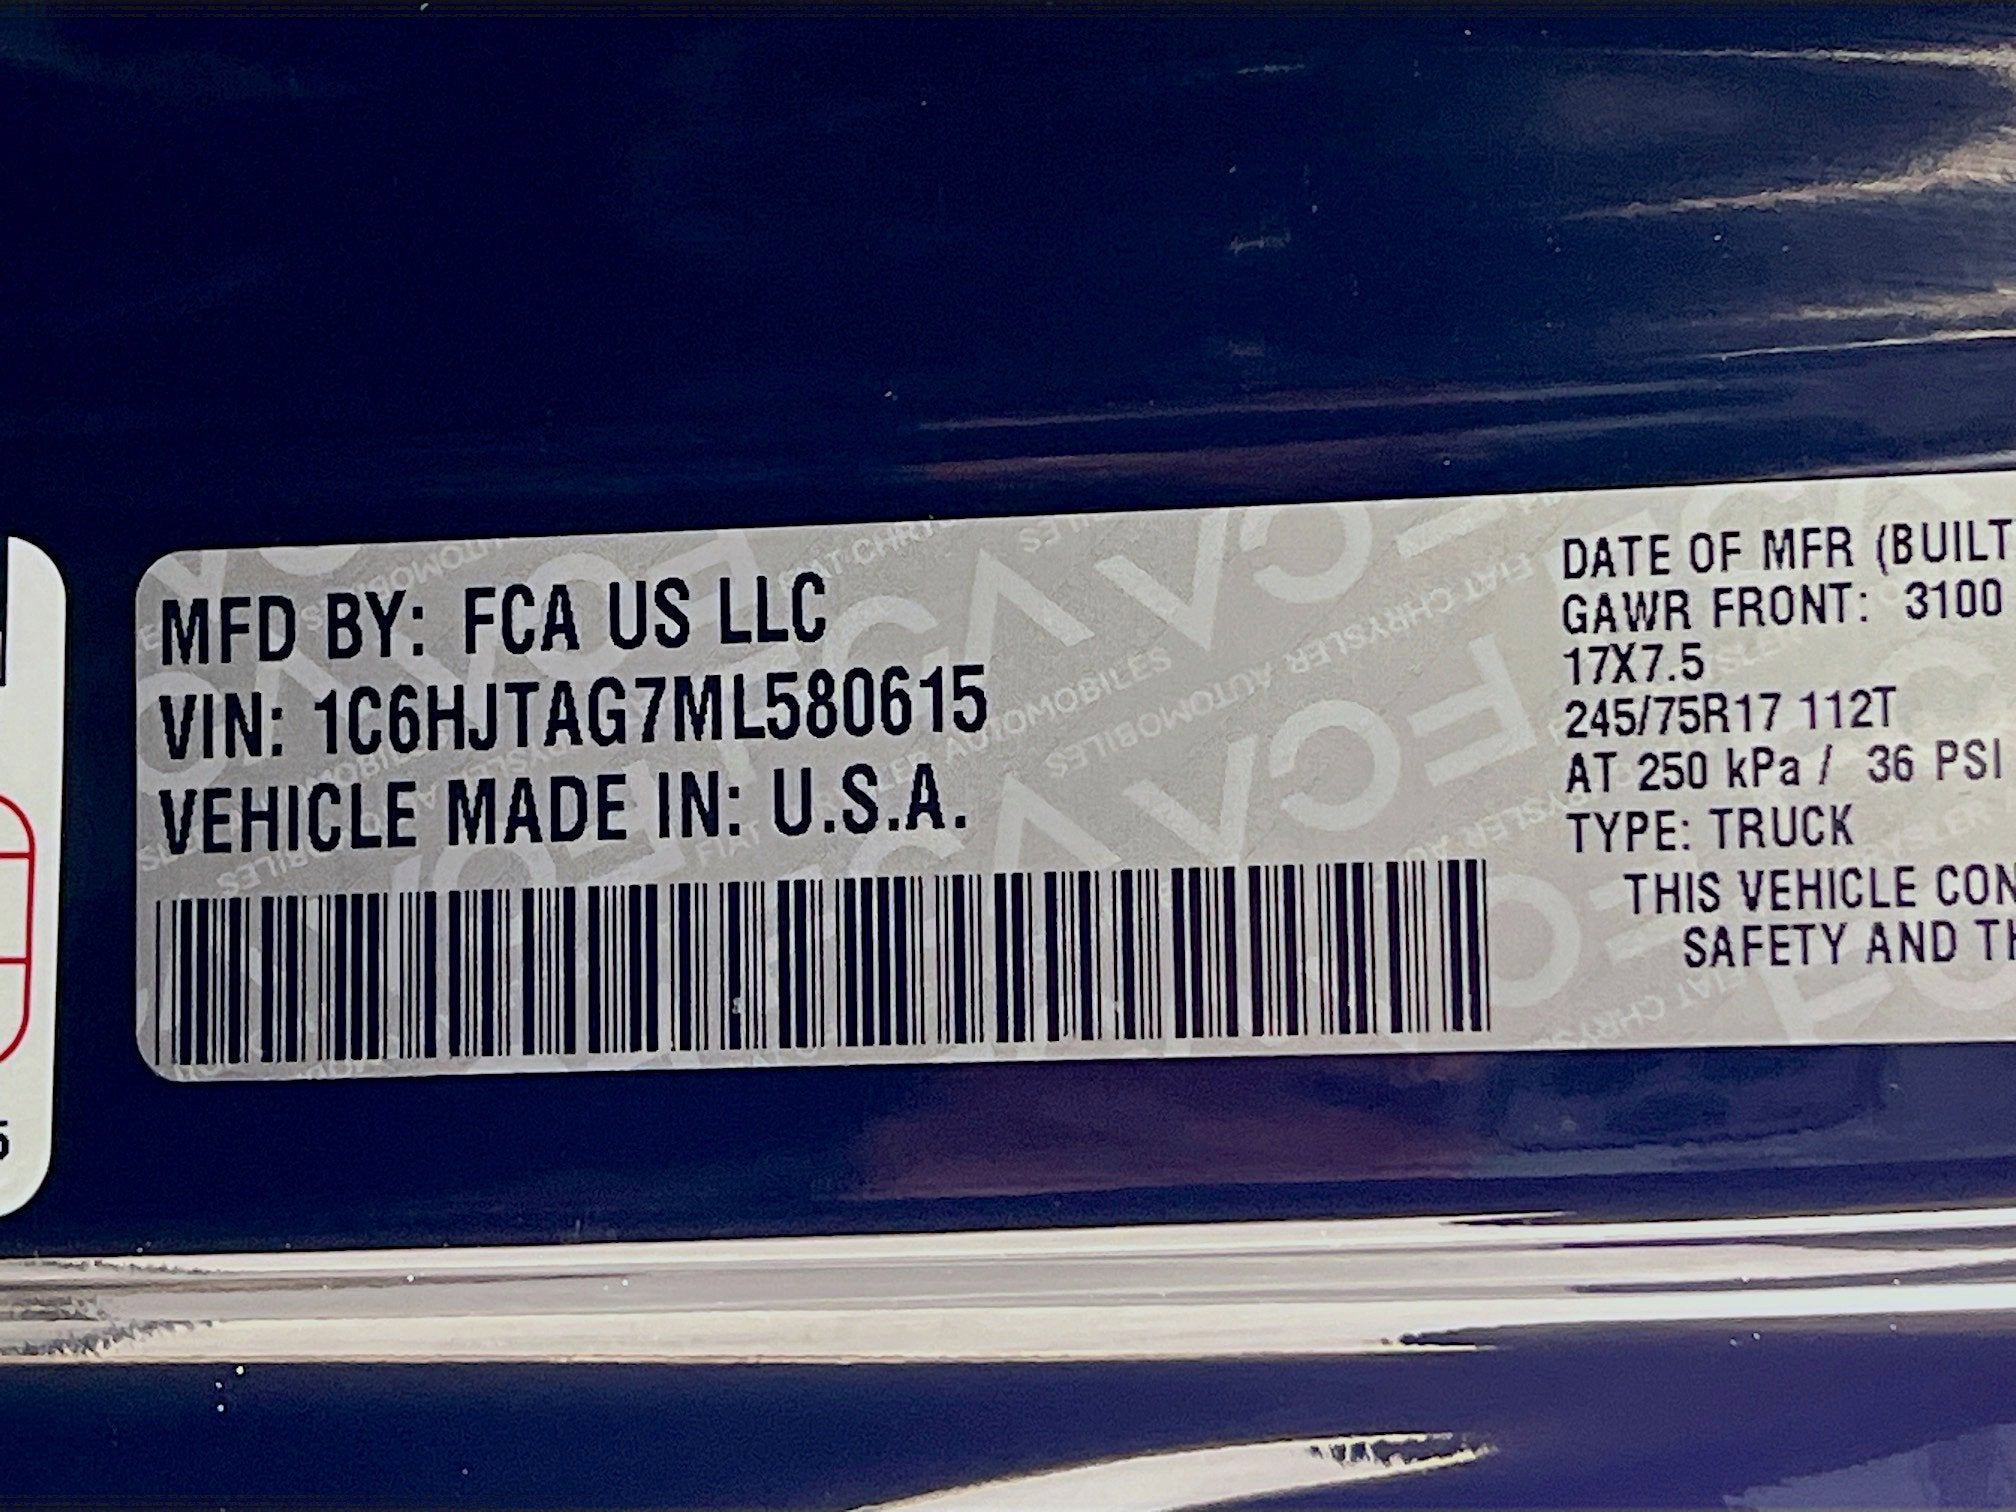 MFD BY: FCA US LLC
VIN: 1C6HJTAG7ML580615
VEHICLE MADE IN: U.S.A.
DATE OF MFR (BUILT
GAWR FRONT: 3100
17X7.5
245/75R17 112T
AT 250 kPa / 36 PSI
TYPE: TRUCK
THIS VEHICLE CON
SAFETY AND TH
5